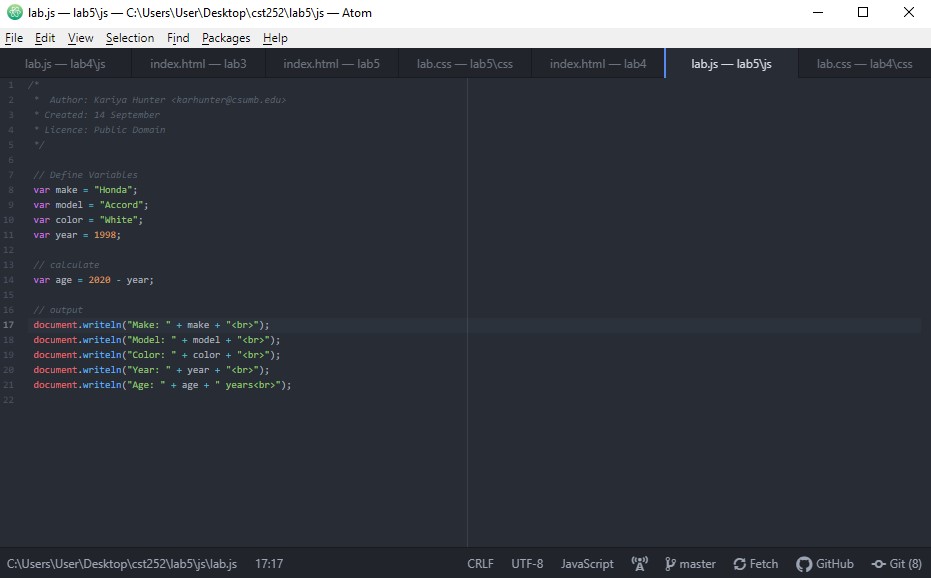 lab.js — lab5\js — C:\Users\User\Desktop\cst252\lab5\js — Atom
File Edit View Selection Find Packages Help
lab.js — lab4\js index.html — lab3 index.html — lab5 lab.css — lab5\css index.html — lab4 lab.js — lab5\js lab.css — lab4\css
1 /*
2 *  Author: Kariya Hunter <karhunter@csumb.edu>
3 * Created: 14 September
4 * Licence: Public Domain
5 */
6
7 // Define Variables
8 var make = "Honda";
9 var model = "Accord";
10 var color = "White";
11 var year = 1998;
12
13 // calculate
14 var age = 2020 - year;
15
16 // output
17 document.writeln("Make: " + make + "<br>");
18 document.writeln("Model: " + model + "<br>");
19 document.writeln("Color: " + color + "<br>");
20 document.writeln("Year: " + year + "<br>");
21 document.writeln("Age: " + age + " years<br>");
22
C:\Users\User\Desktop\cst252\lab5\js\lab.js 17:17 CRLF UTF-8 JavaScript master Fetch GitHub Git (8)